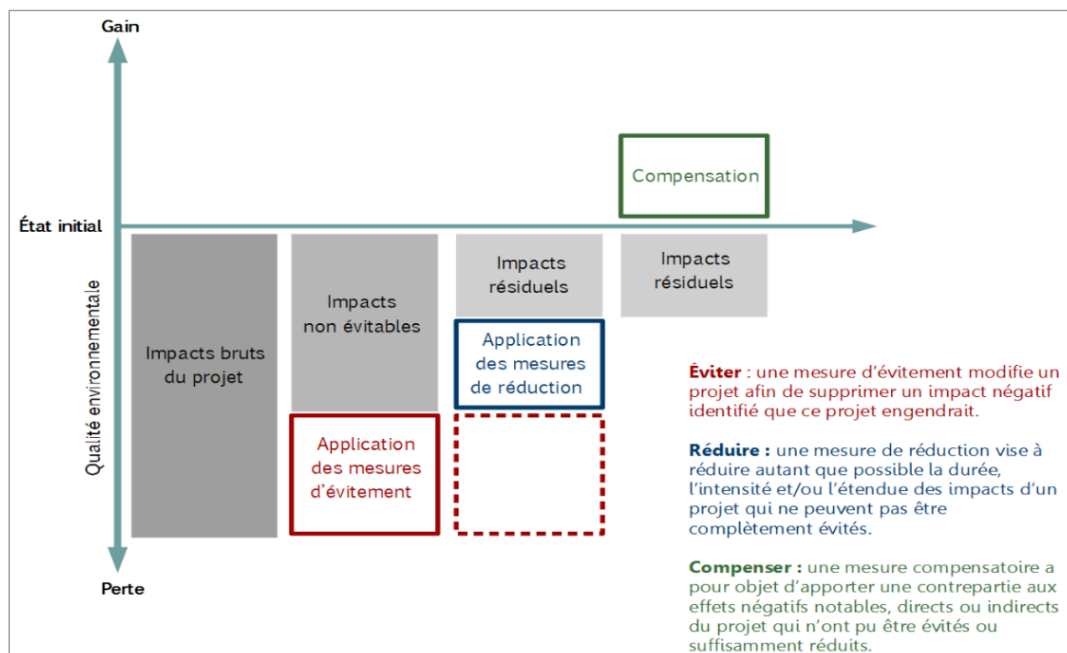 Gain
Compensation
État initial
Qualité environnementale
Impacts bruts
du projet
Impacts
non évitables
Impacts
résiduels
Impacts
résiduels
Application
des mesures
de réduction
Application
des mesures
d'évitement
Perte
Éviter : une mesure d'évitement modifie un
projet afin de supprimer un impact négatif
identifié que ce projet engendrait.
Réduire : une mesure de réduction vise à
réduire autant que possible la durée,
l'intensité et/ou l'étendue des impacts d'un
projet qui ne peuvent pas être
complètement évités.
Compenser : une mesure compensatoire a
pour objet d'apporter une contrepartie aux
effets négatifs notables, directs ou indirects
du projet qui n'ont pu être évités ou
suffisamment réduits.